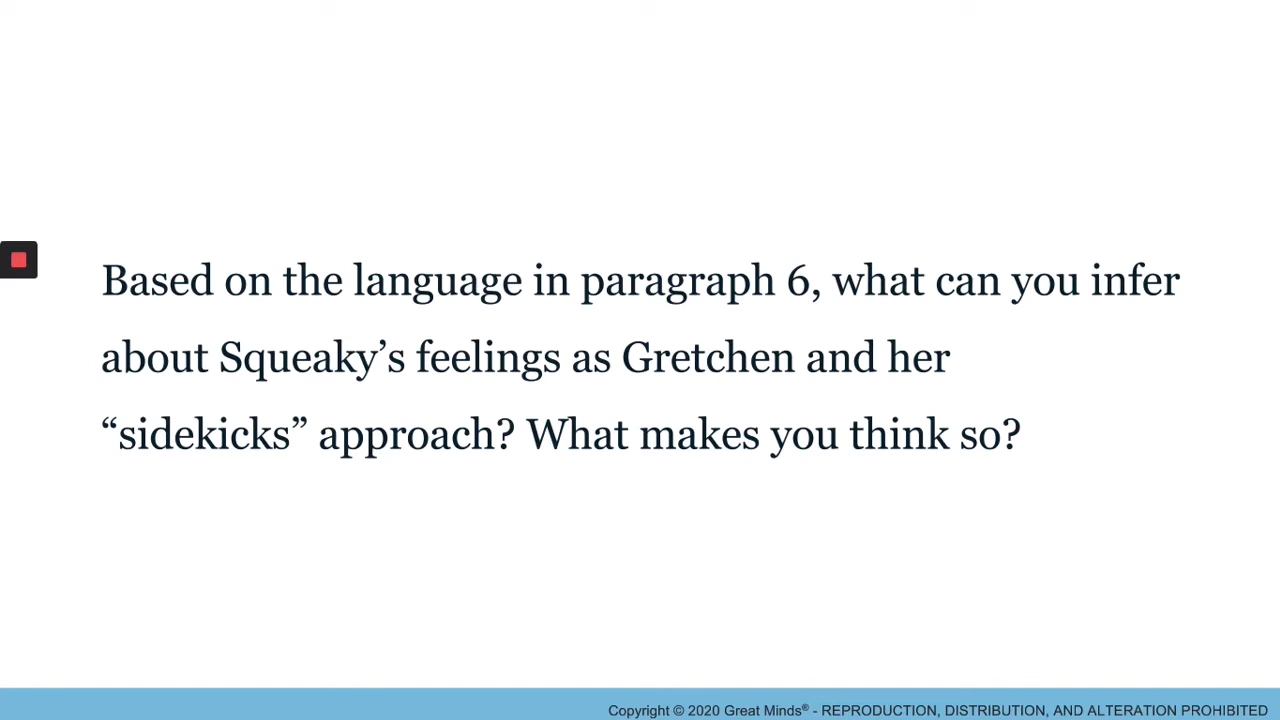 Based on the language in paragraph 6, what can you infer
about Squeaky’s feelings as Gretchen and her
“sidekicks” approach? What makes you think so?
Copyright © 2020 Great Minds® - REPRODUCTION, DISTRIBUTION, AND ALTERATION PROHIBITED